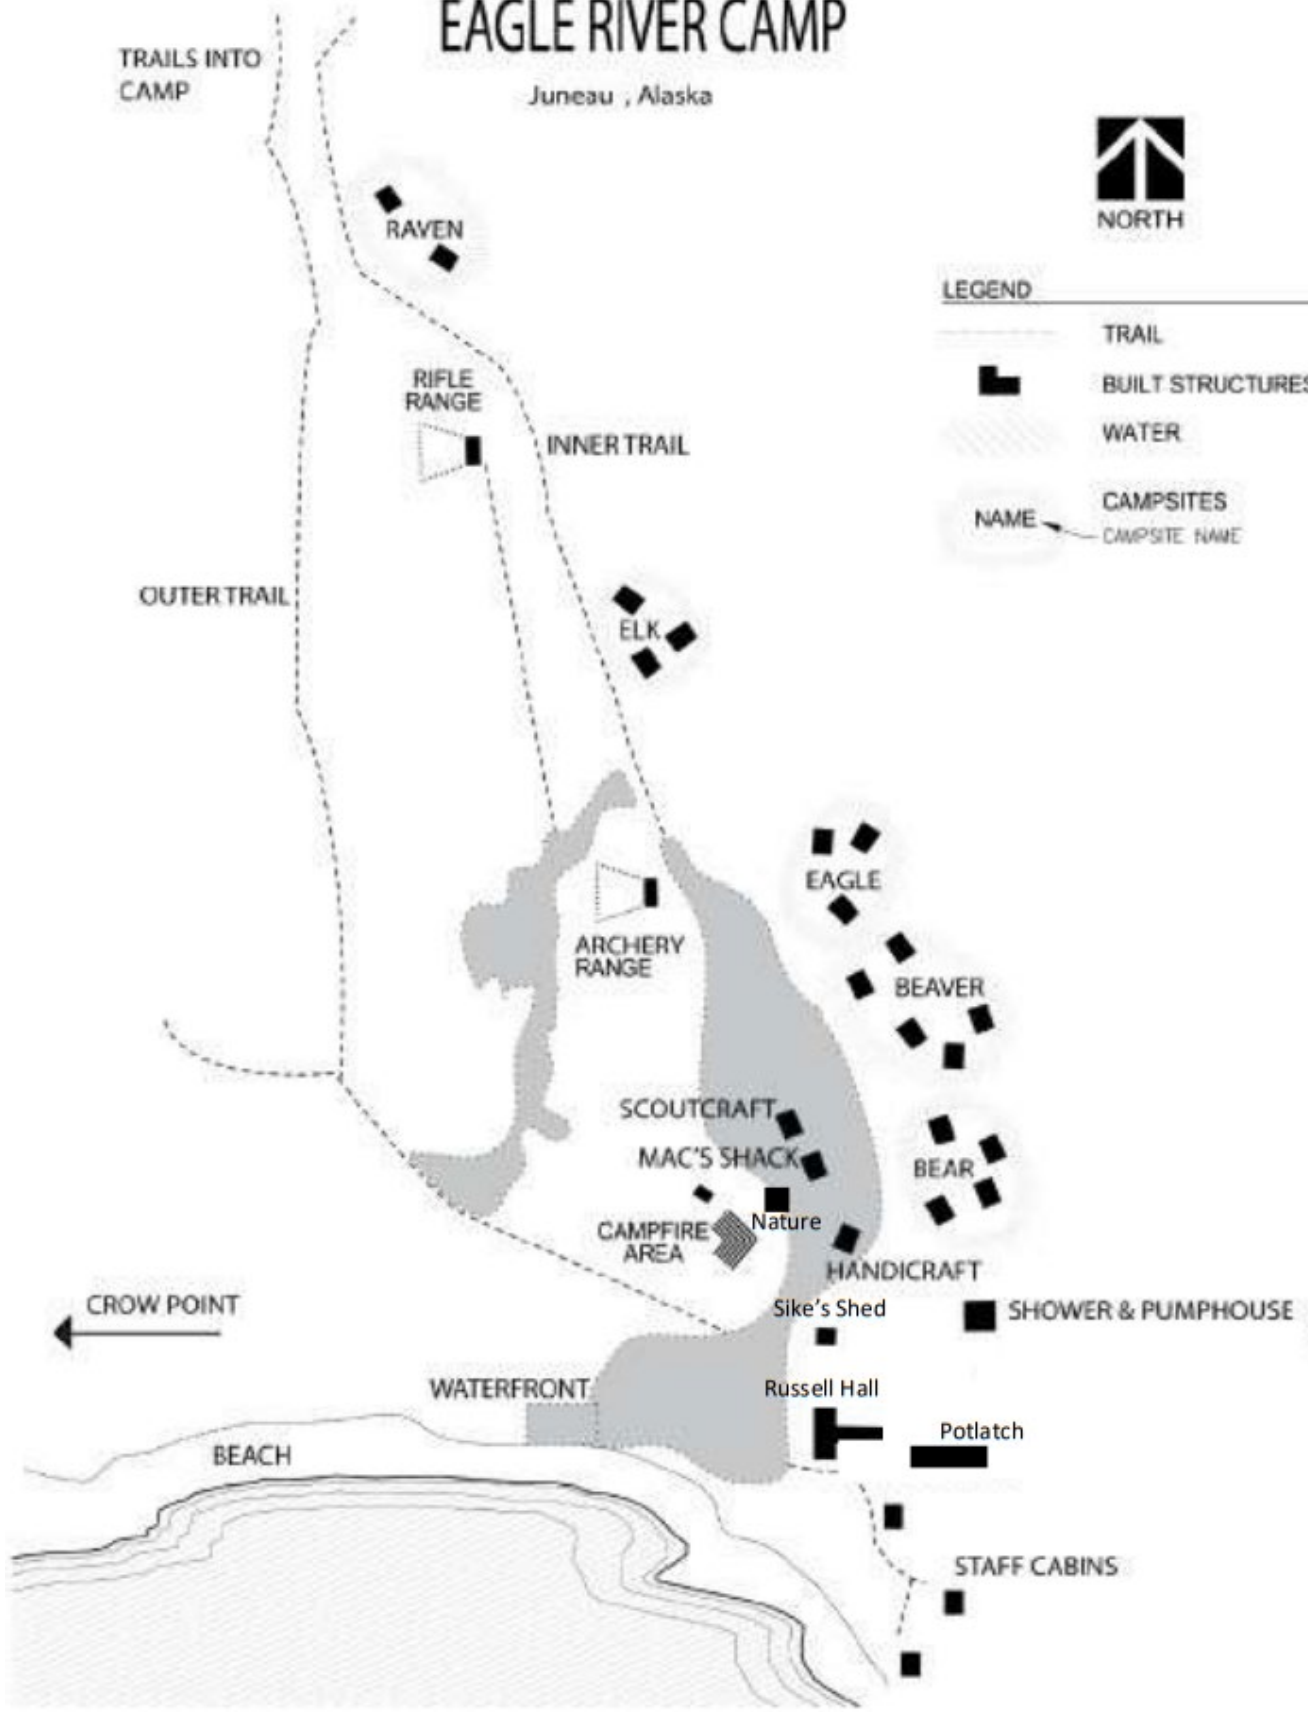 EAGLE RIVER CAMP
Juneau , Alaska
TRAILS INTO
CAMP
NORTH
RAVEN
LEGEND
TRAIL
BUILT STRUCTURES
WATER
NAME
CAMPSITES
CAMPSITE NAME
RIFLE
RANGE
INNER TRAIL
OUTER TRAIL
ELK
EAGLE
ARCHERY
RANGE
BEAVER
SCOUTCRAFT
MAC'S SHACK
BEAR
Nature
CAMPFIRE
AREA
HANDICRAFT
CROW POINT
Sike's Shed
SHOWER & PUMPHOUSE
WATERFRONT
Russell Hall
Potlatch
BEACH
STAFF CABINS